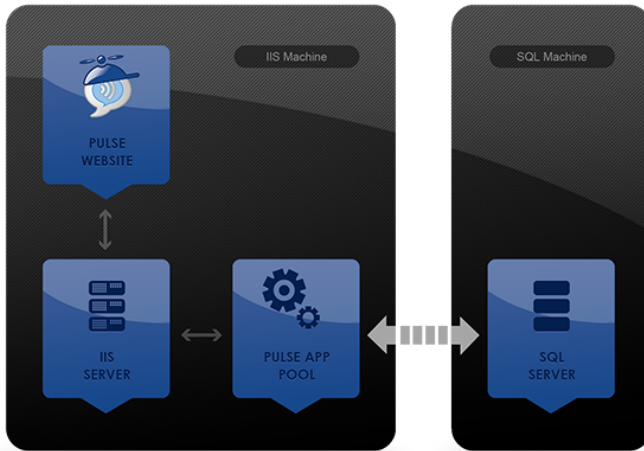 IIS Machine
SQL Machine
PULSE
WEBSITE
IIS
SERVER
PULSE APP
POOL
SQL
SERVER